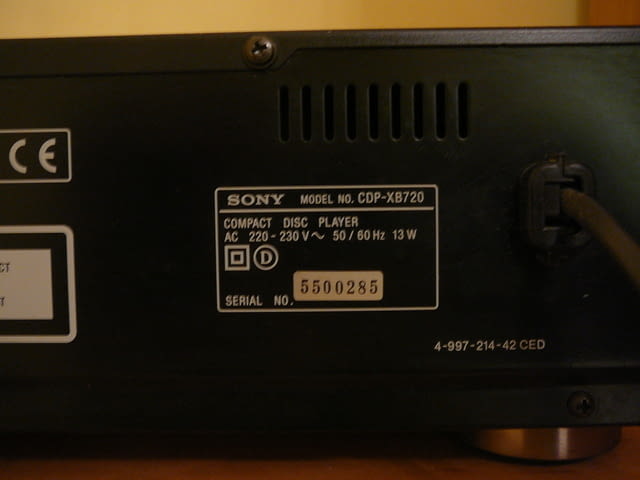 CE
SONY MODEL NO. CDP-XB720
COMPACT DISC PLAYER
AC 220-230 V~ 50/60 Hz 13 W
D
SERIAL NO. 5500285
4-997-214-42 CED